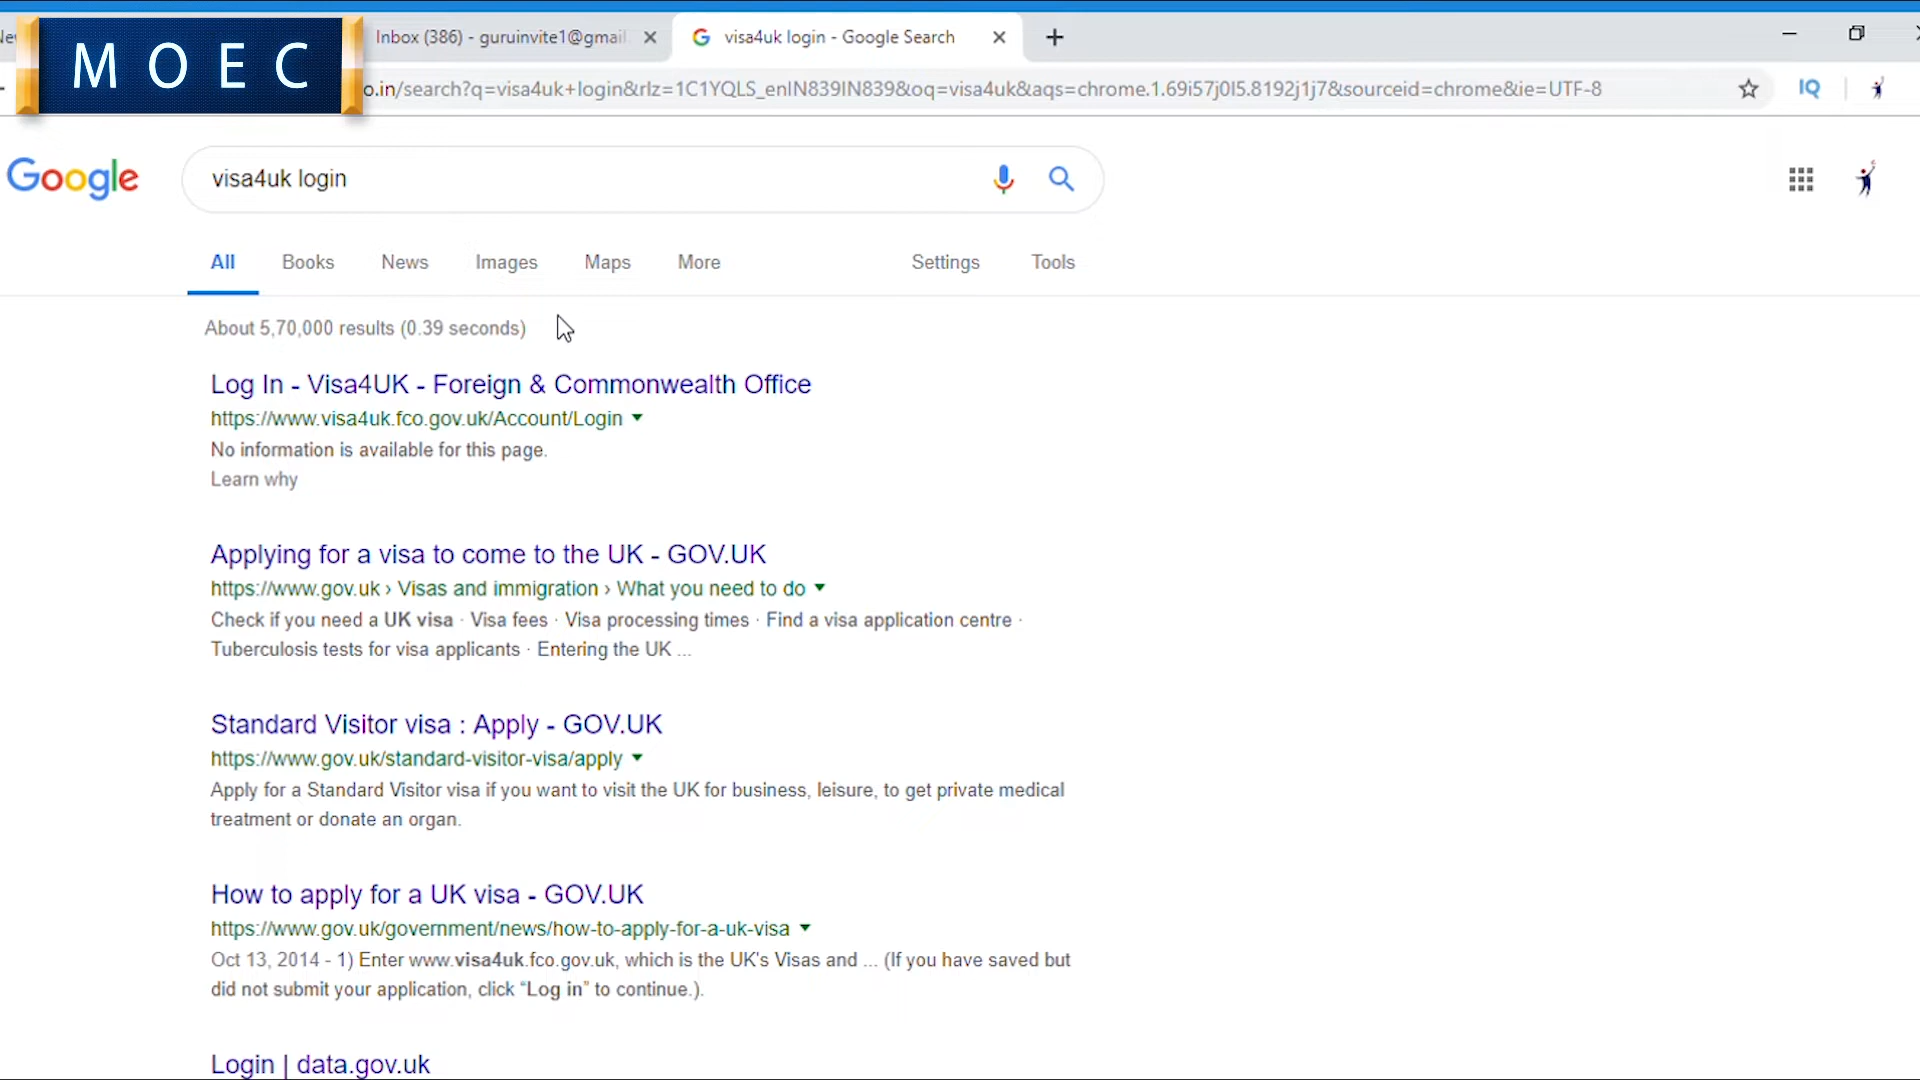 MOEC
Inbox (386) - guruinvite1@gmail.
visa4uk login - Google Search
o.in/search?q=visa4uk+login&rlz=1C1YQLS_enIN839IN839&oq=visa4uk&aqs=chrome.1.69i57j0l5.8192j1j7&sourceid=chrome&ie=UTF-8
IQ
Google
visa4uk login
All Books News Images Maps More Settings Tools
About 5,70,000 results (0.39 seconds)
Log In - Visa4UK - Foreign & Commonwealth Office
https://www.visa4uk.fco.gov.uk/Account/Login
No information is available for this page.
Learn why
Applying for a visa to come to the UK - GOV.UK
https://www.gov.uk › Visas and immigration › What you need to do
Check if you need a UK visa · Visa fees · Visa processing times · Find a visa application centre ·
Tuberculosis tests for visa applicants · Entering the UK ...
Standard Visitor visa : Apply - GOV.UK
https://www.gov.uk/standard-visitor-visa/apply
Apply for a Standard Visitor visa if you want to visit the UK for business, leisure, to get private medical
treatment or donate an organ.
How to apply for a UK visa - GOV.UK
https://www.gov.uk/government/news/how-to-apply-for-a-uk-visa
Oct 13, 2014 - 1) Enter www.visa4uk.fco.gov.uk, which is the UK's Visas and ... (If you have saved but
did not submit your application, click “Log in” to continue.).
Login | data.gov.uk